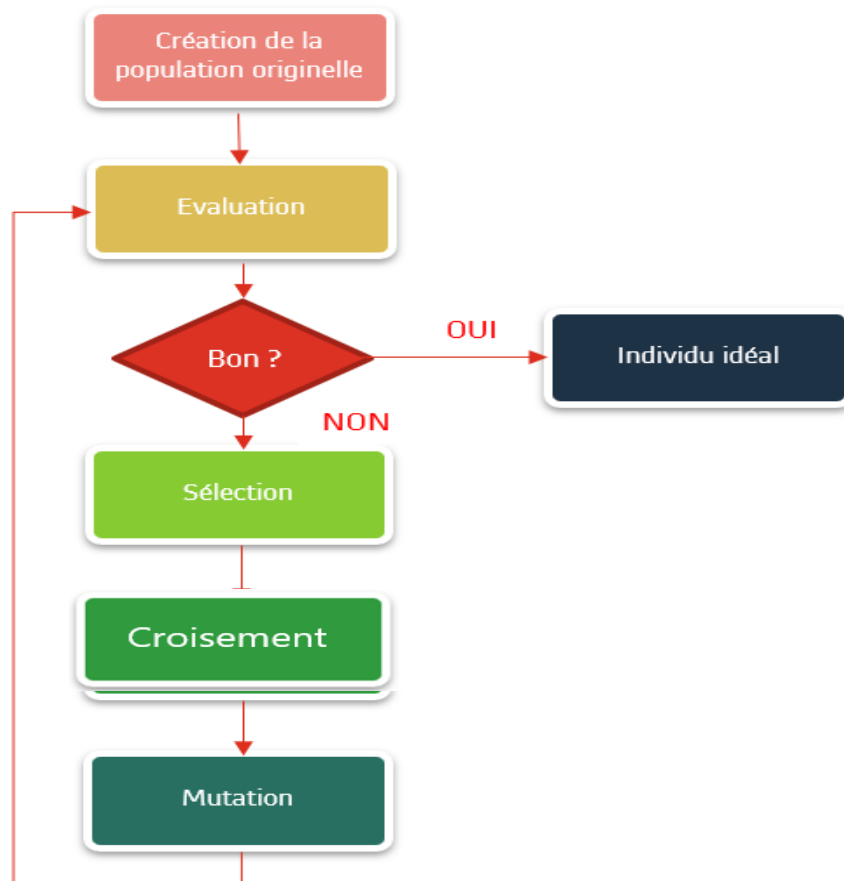 Création de la
population originelle
Evaluation
Bon ?
OUI
Individu idéal
NON
Sélection
Croisement
Mutation